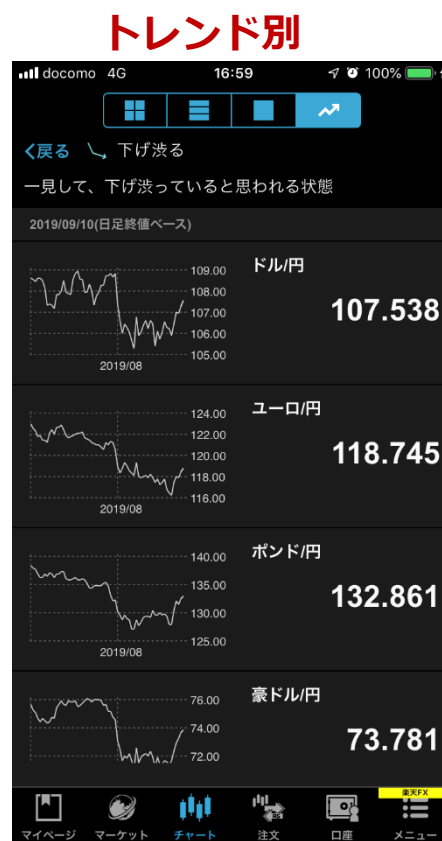 トレンド別
docomo 4G 16:59 100%
戻る 下げ渋る
一見して、下げ渋っていると思われる状態
2019/09/10(日足終値ベース)
ドル/円
107.538
109.00
108.00
107.00
106.00
105.00
2019/08
ユーロ/円
118.745
124.00
122.00
120.00
118.00
116.00
2019/08
ポンド/円
132.861
140.00
135.00
130.00
125.00
2019/08
豪ドル/円
73.781
76.00
74.00
72.00
楽天FX
マイページ マーケット チャート 注文 口座 メニュー